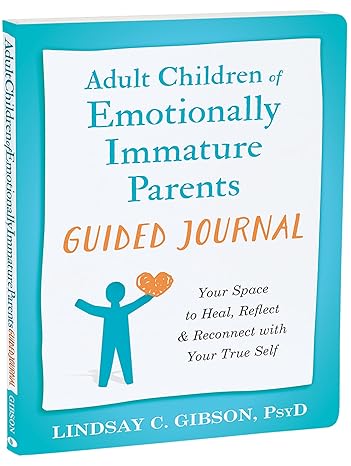 Adult Children of
Emotionally
Immature
Parents
GUIDED JOURNAL
Your Space
to Heal, Reflect
& Reconnect with
Your True Self
LINDSAY C. GIBSON, PSYD
Adult Children of Emotionally Immature Parents GUIDED JOURNAL GIBSON